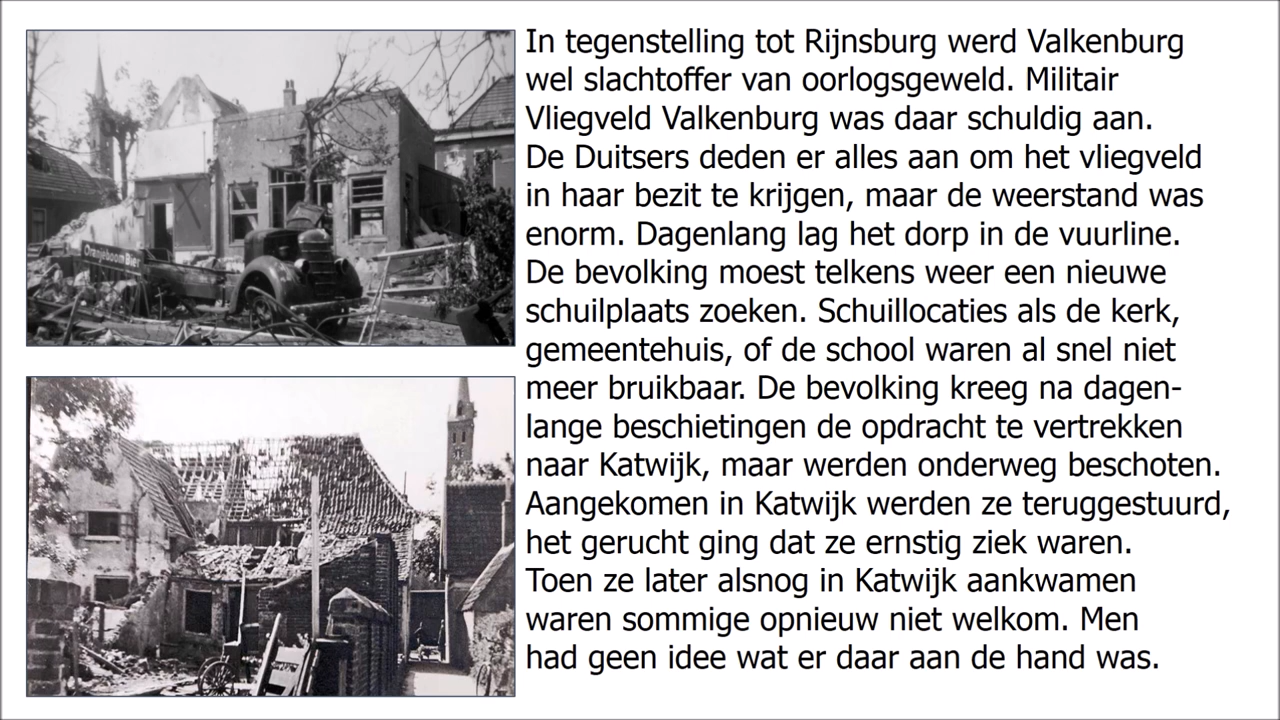 In tegenstelling tot Rijnsburg werd Valkenburg
wel slachtoffer van oorlogsgeweld. Militair
Vliegveld Valkenburg was daar schuldig aan.
De Duitsers deden er alles aan om het vliegveld
in haar bezit te krijgen, maar de weerstand was
enorm. Dagenlang lag het dorp in de vuurline.
De bevolking moest telkens weer een nieuwe
schuilplaats zoeken. Schuillocaties als de kerk,
gemeentehuis, of de school waren al snel niet
meer bruikbaar. De bevolking kreeg na dagen-
lange beschietingen de opdracht te vertrekken
naar Katwijk, maar werden onderweg beschoten.
Aangekomen in Katwijk werden ze teruggestuurd,
het gerucht ging dat ze ernstig ziek waren.
Toen ze later alsnog in Katwijk aankwamen
waren sommige opnieuw niet welkom. Men
had geen idee wat er daar aan de hand was.
Oranjeboom Bier